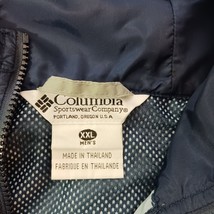 Columbia
Sportswear Company®
PORTLAND, OREGON U.S.A.
XXL
MEN'S
MADE IN THAILAND
FABRIQUE EN THAILANDE